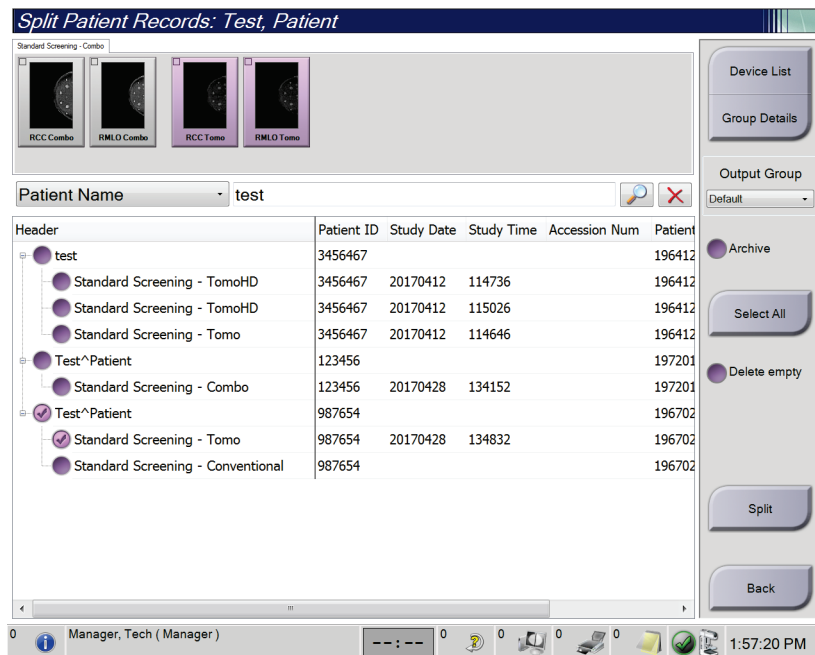 Split Patient Records: Test, Patient
Standard Screening - Combo
RCC Combo
RMLO Combo
RCC Tomo
RMLO Tomo
Device List
Group Details
Output Group
Default
Patient Name test
Header Patient ID Study Date Study Time Accession Num Patient
test 3456467 196412
Standard Screening - TomoHD 3456467 20170412 114736 196412
Standard Screening - TomoHD 3456467 20170412 115026 196412
Standard Screening - Tomo 3456467 20170412 114646 196412
Test^Patient 123456 197201
Standard Screening - Combo 123456 20170428 134152 197201
Test^Patient 987654 196702
Standard Screening - Tomo 987654 20170428 134832 196702
Standard Screening - Conventional 987654 196702
Archive
Select All
Delete empty
Split
Back
0 Manager, Tech ( Manager ) --:-- 0 0 0 0 1:57:20 PM